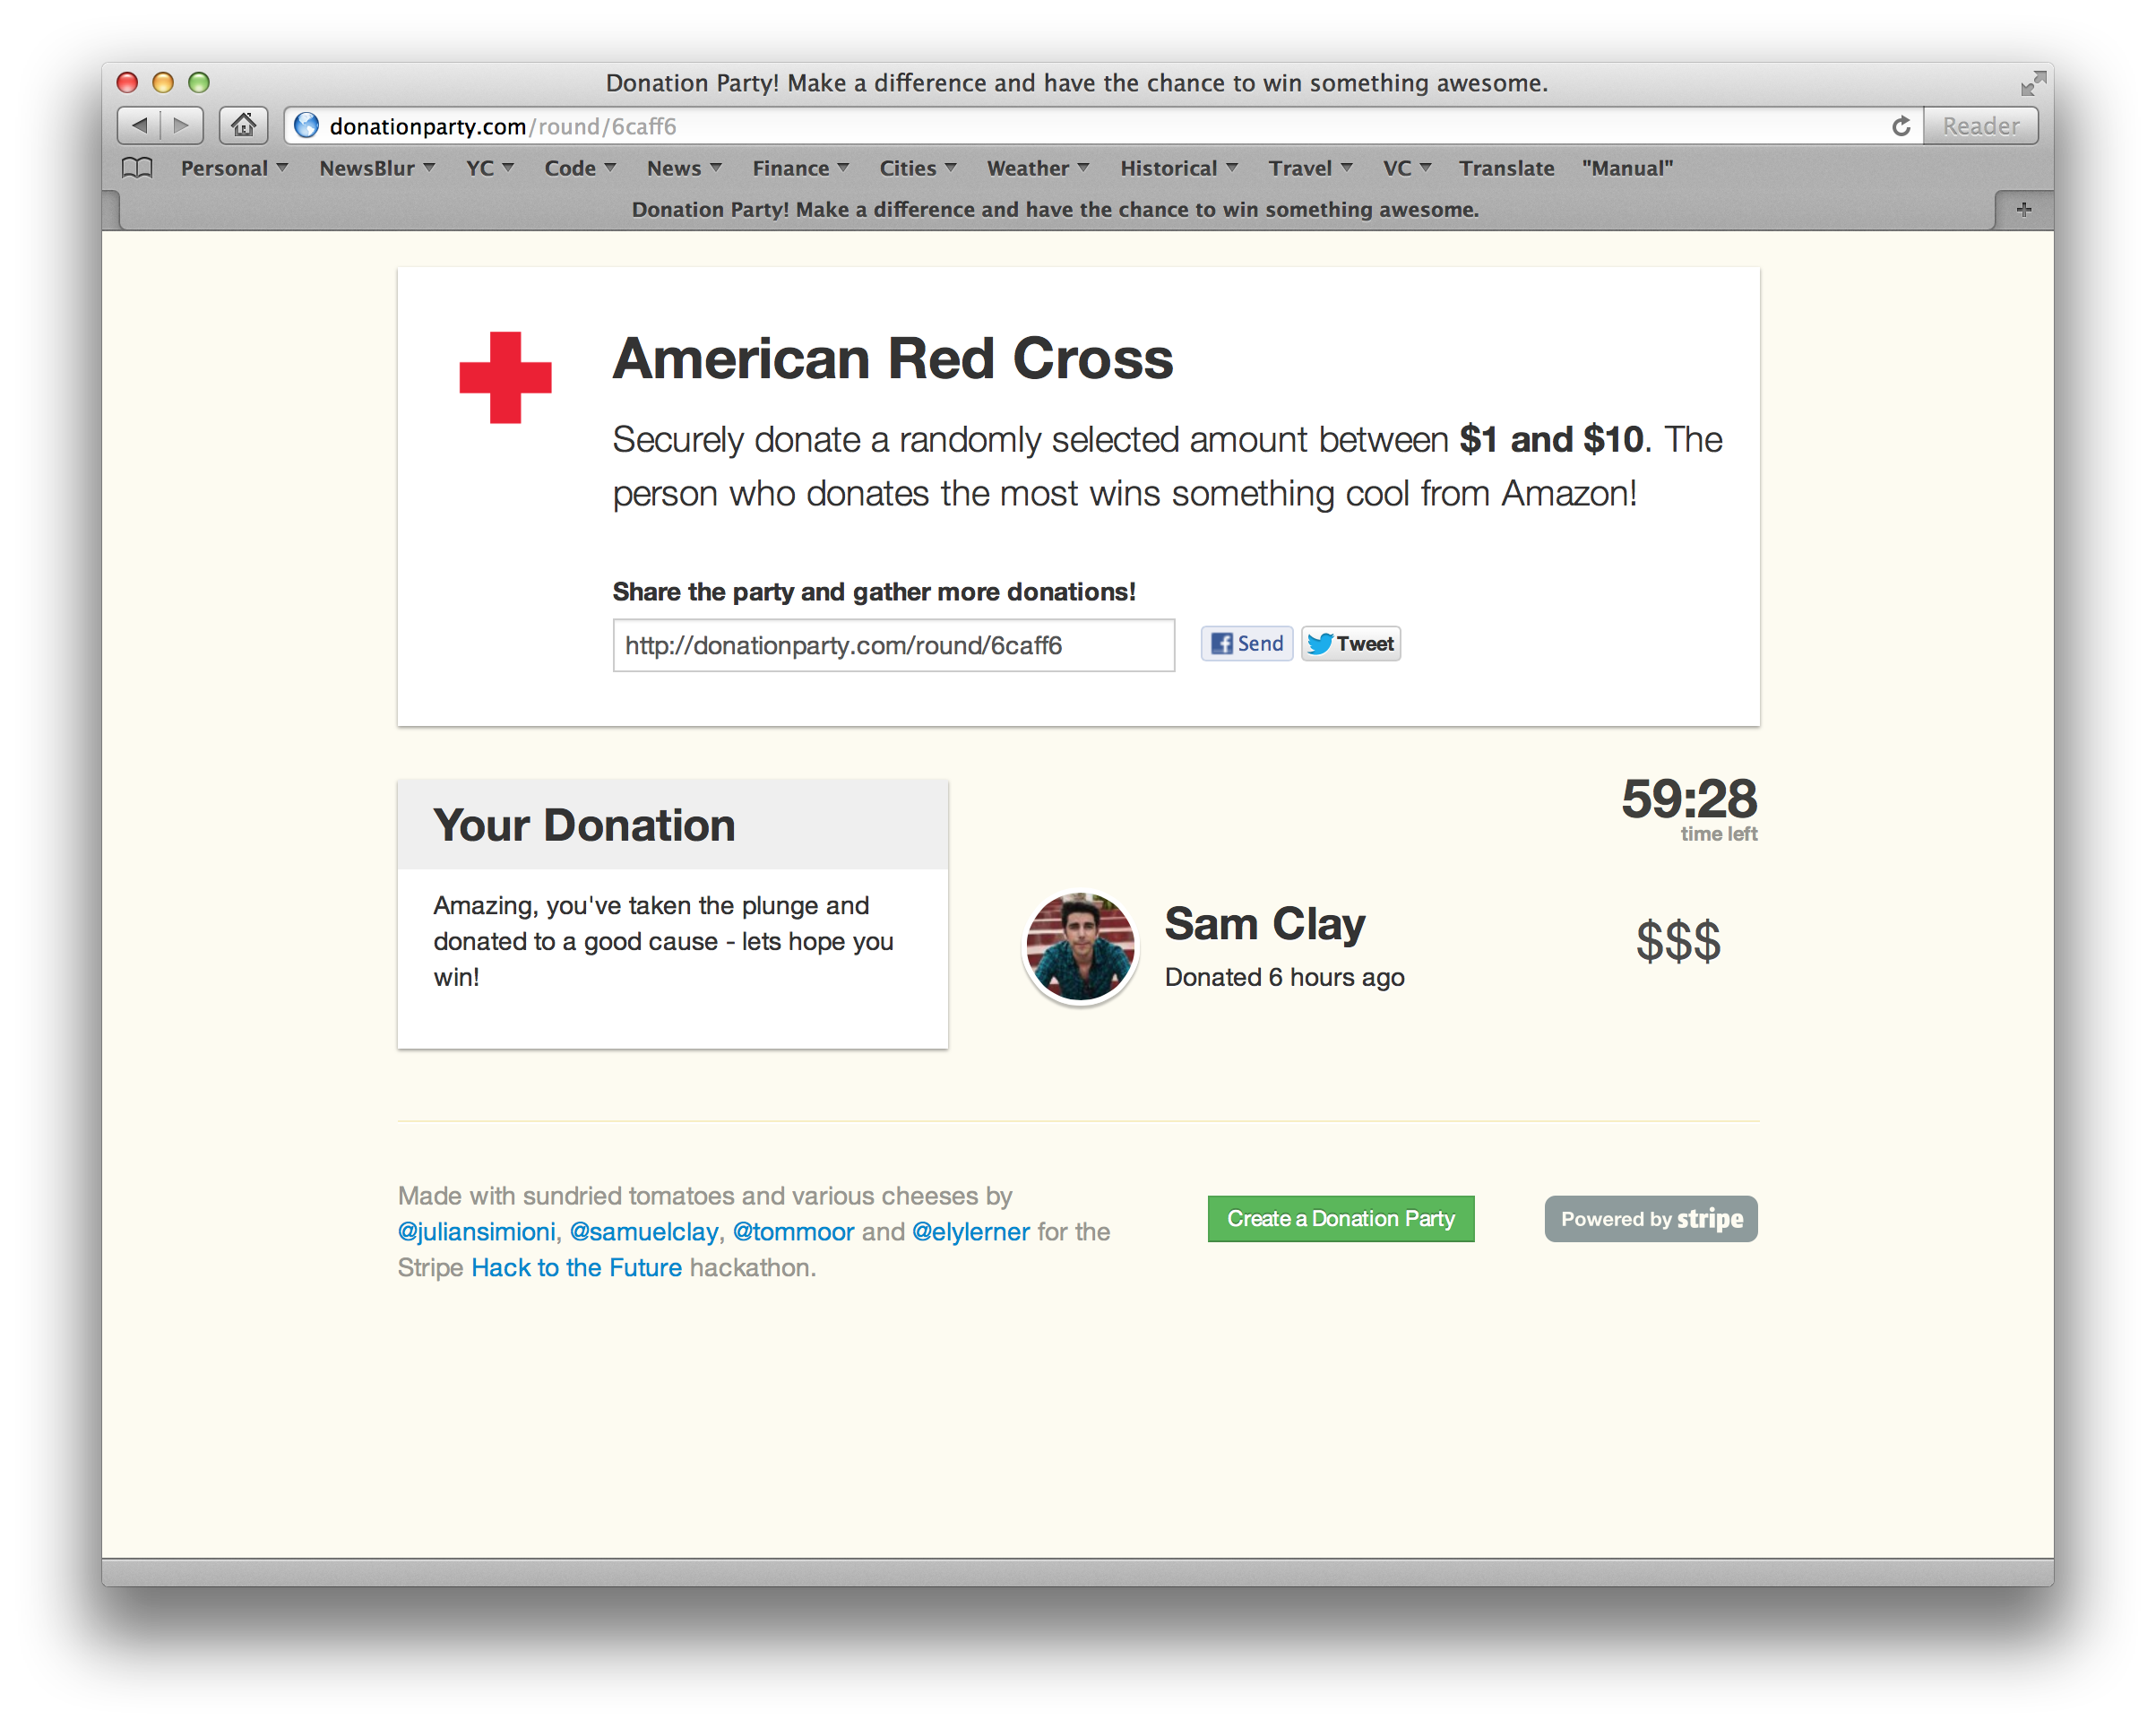 Donation Party! Make a difference and have the chance to win something awesome.
donationparty.com/round/6caff6
Reader
Personal NewsBlur YC Code News Finance Cities Weather Historical Travel VC Translate "Manual"
Donation Party! Make a difference and have the chance to win something awesome.
American Red Cross
Securely donate a randomly selected amount between $1 and $10. The
person who donates the most wins something cool from Amazon!
Share the party and gather more donations!
http://donationparty.com/round/6caff6
Send
Tweet
59:28
time left
Your Donation
Amazing, you've taken the plunge and
donated to a good cause - lets hope you
win!
Sam Clay
Donated 6 hours ago
$$$
Made with sundried tomatoes and various cheeses by
@juliansimioni, @samuelclay, @tommoor and @elylerner for the
Stripe Hack to the Future hackathon.
Create a Donation Party
Powered by stripe